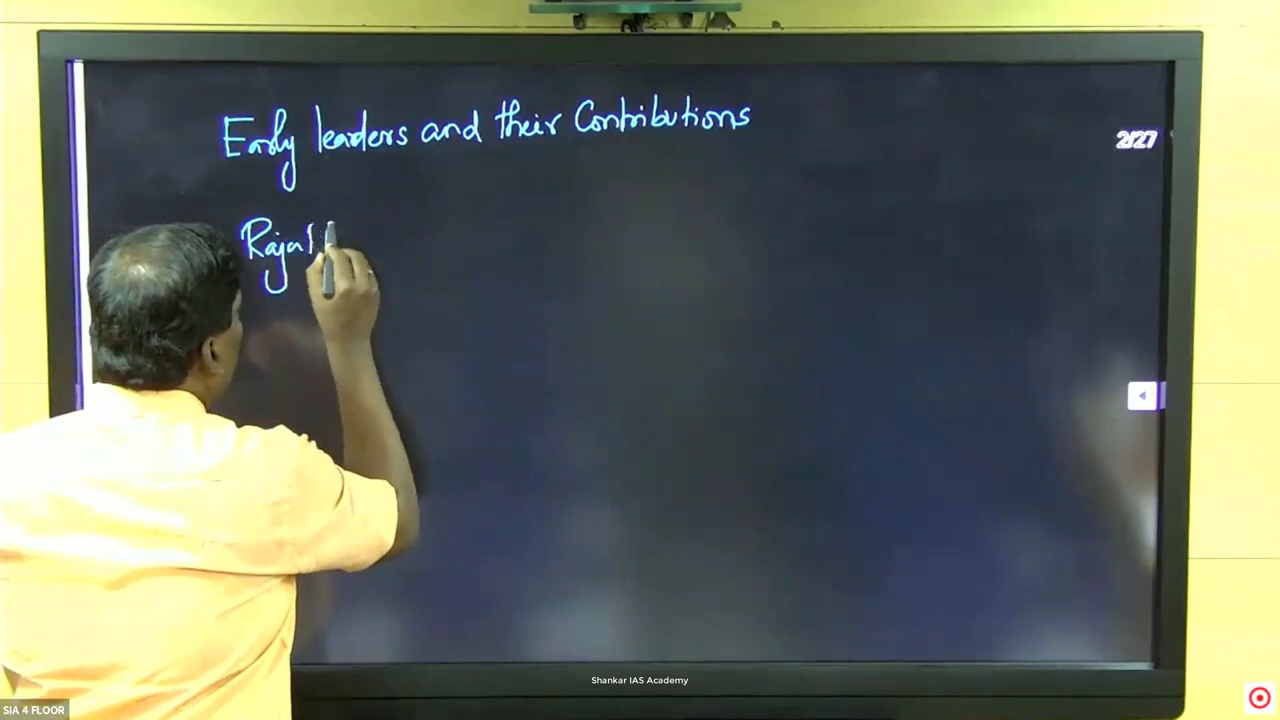 Early leaders and their Contributions
2/27
Raja
Shankar IAS Academy
SIA 4 FLOOR